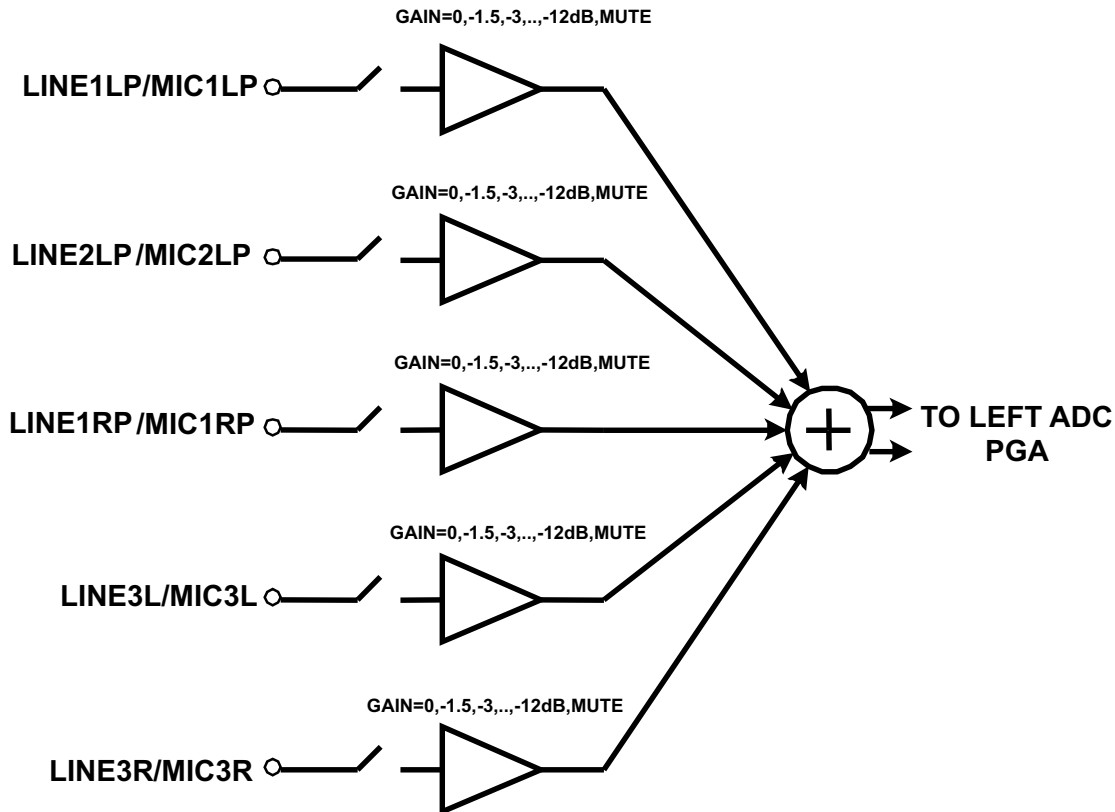 GAIN=0,-1.5,-3,..,-12dB,MUTE
LINE1LP/MIC1LP
GAIN=0,-1.5,-3,..,-12dB,MUTE
LINE2LP/MIC2LP
GAIN=0,-1.5,-3,..,-12dB,MUTE
LINE1RP/MIC1RP
TO LEFT ADC
PGA
GAIN=0,-1.5,-3,..,-12dB,MUTE
LINE3L/MIC3L
GAIN=0,-1.5,-3,..,-12dB,MUTE
LINE3R/MIC3R